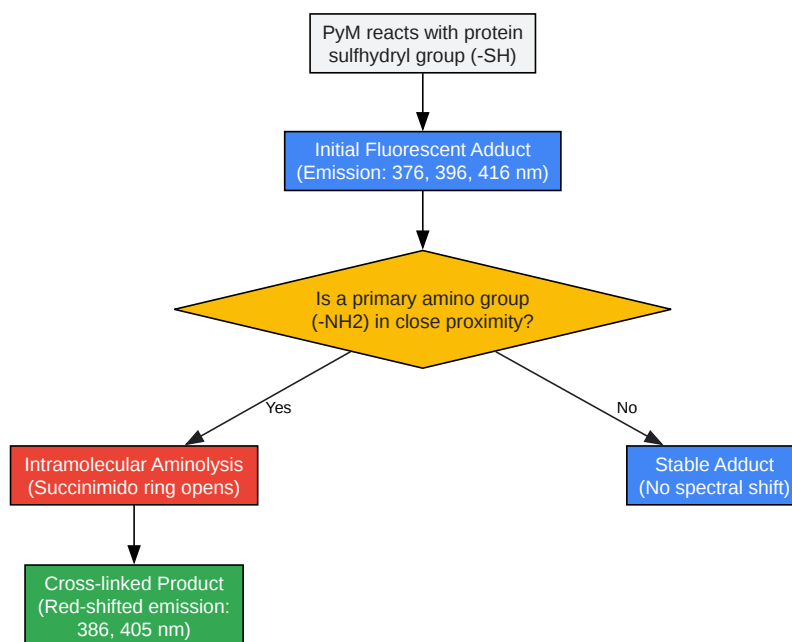 PyM reacts with protein
sulfhydryl group (-SH)
Initial Fluorescent Adduct
(Emission: 376, 396, 416 nm)
Is a primary amino group
(-NH2) in close proximity?
Yes
No
Intramolecular Aminolysis
(Succinimido ring opens)
Stable Adduct
(No spectral shift)
Cross-linked Product
(Red-shifted emission:
386, 405 nm)